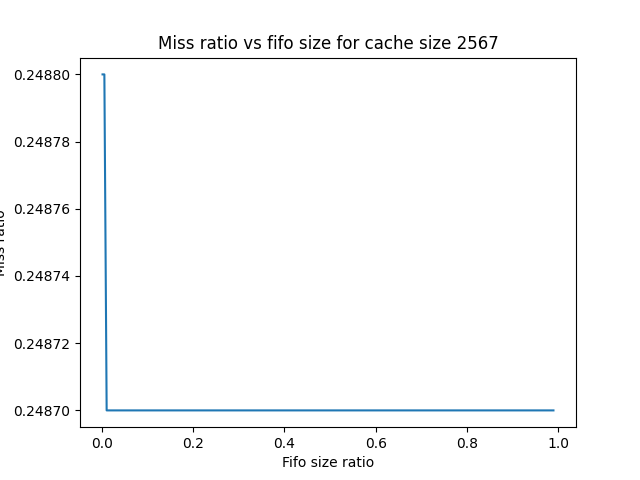 Miss ratio vs fifo size for cache size 2567
0.24880
0.24878
0.24876
0.24874
0.24872
0.24870
Miss ratio
0.0 0.2 0.4 0.6 0.8 1.0
Fifo size ratio